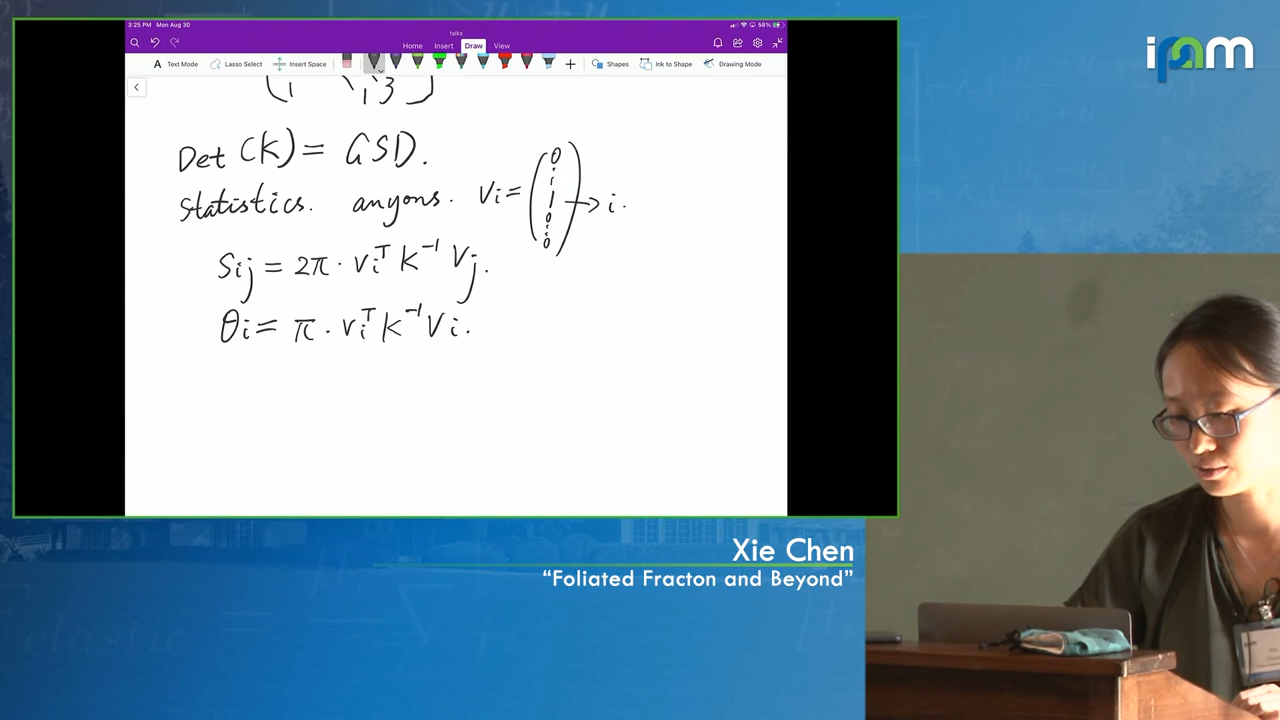 3:25 PM Mon Aug 30
58%
talks
Home Insert Draw View
Text Mode Lasso Select Insert Space + Shapes Ink to Shape Drawing Mode
Det (K) = GSD.
Statistics. anyons. Vi = (0 ⋮ 1 0 ⋮ 0) → i.
Sij = 2π · vi^T K^-1 Vj.
θi = π · vi^T K^-1 Vi.
ipam
Xie Chen
“Foliated Fracton and Beyond”